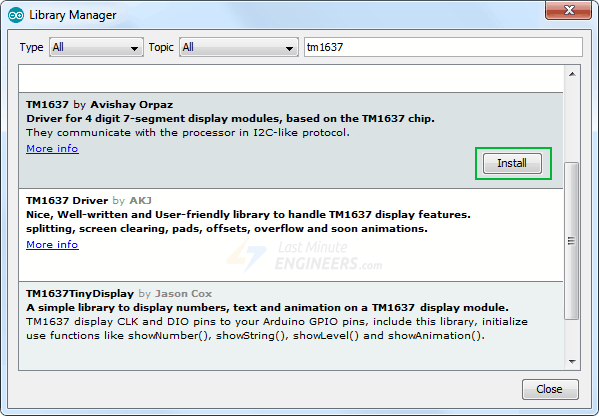 Library Manager
Type All Topic All tm1637
TM1637 by Avishay Orpaz
Driver for 4 digit 7-segment display modules, based on the TM1637 chip.
They communicate with the processor in I2C-like protocol.
More info
Install
TM1637 Driver by AKJ
Nice, Well-written and User-friendly library to handle TM1637 display features.
splitting, screen clearing, pads, offsets, overflow and soon animations.
More info
Last Minute
ENGINEERS.com
TM1637TinyDisplay by Jason Cox
A simple library to display numbers, text and animation on a TM1637 display module.
TM1637 display CLK and DIO pins to your Arduino GPIO pins, include this library, initialize
use functions like showNumber(), showString(), showLevel() and showAnimation().
Close